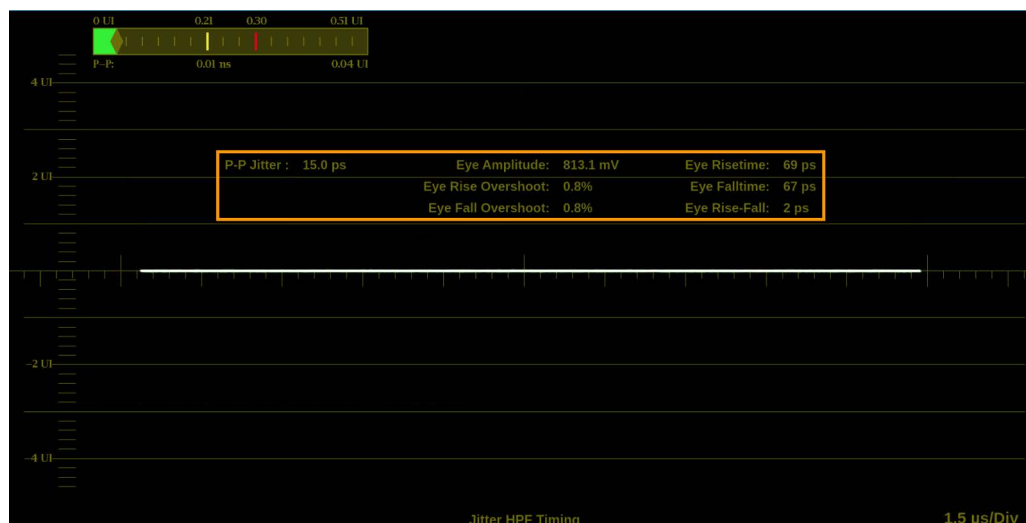 0 UI 0.21 0.30 0.51 UI
P-P: 0.01 ns 0.04 UI
4 UI
P-P Jitter : 15.0 ps Eye Amplitude: 813.1 mV Eye Risetime: 69 ps
2 UI
Eye Rise Overshoot: 0.8% Eye Falltime: 67 ps
Eye Fall Overshoot: 0.8% Eye Rise-Fall: 2 ps
-2 UI
-4 UI
Jitter HPF Timing 1.5 µs/Div